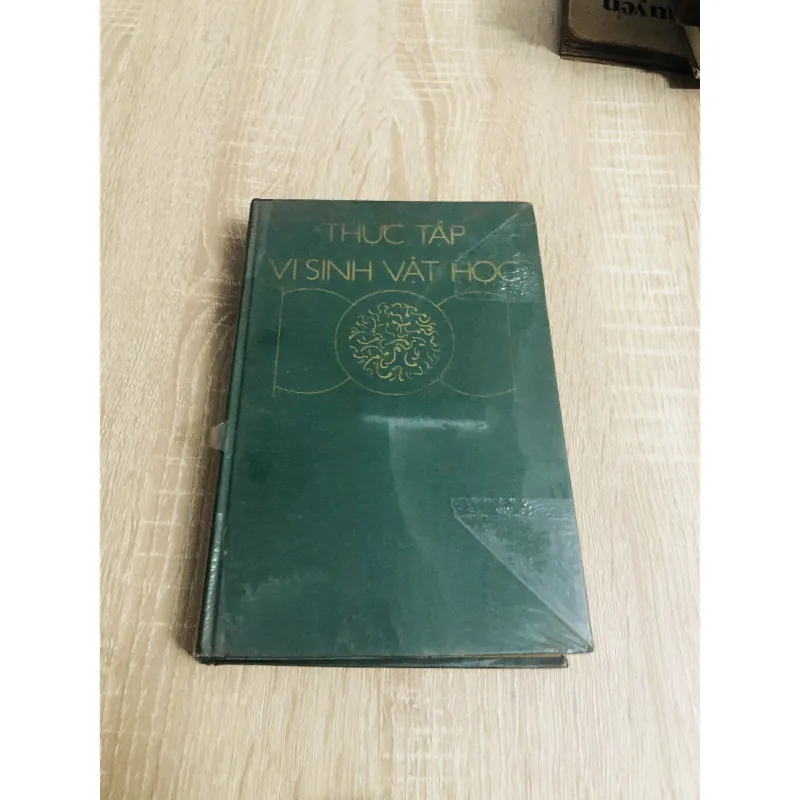 THỰC TẬP
VI SINH VẬT HỌC